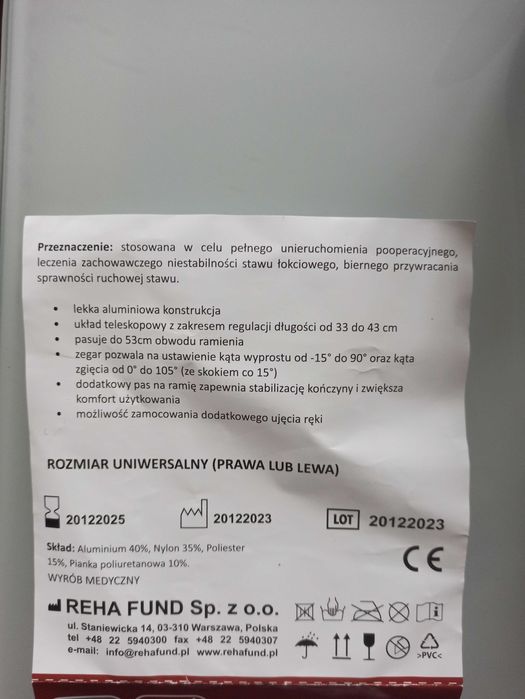 Przeznaczenie: stosowana w celu pełnego unieruchomienia pooperacyjnego,
leczenia zachowawczego niestabilności stawu łokciowego, biernego przywracania
sprawności ruchowej stawu.
• lekka aluminiowa konstrukcja
• układ teleskopowy z zakresem regulacji długości od 33 do 43 cm
• pasuje do 53cm obwodu ramienia
• zegar pozwala na ustawienie kąta wyprostu od -15° do 90° oraz kąta
zgięcia od 0° do 105° (ze skokiem co 15°)
• dodatkowy pas na ramię zapewnia stabilizację kończyny i zwiększa
komfort użytkowania
• możliwość zamocowania dodatkowego ujęcia ręki
ROZMIAR UNIWERSALNY (PRAWA LUB LEWA)
20122025 20122023 LOT 20122023
Skład: Aluminium 40%, Nylon 35%, Poliester
15%, Pianka poliuretanowa 10%.
WYRÓB MEDYCZNY
CE
REHA FUND Sp. z o.o.
ul. Staniewicka 14, 03-310 Warszawa, Polska
tel +48 22 5940300 fax +48 22 5940307
e-mail: info@rehafund.pl www.rehafund.pl
>PVC<